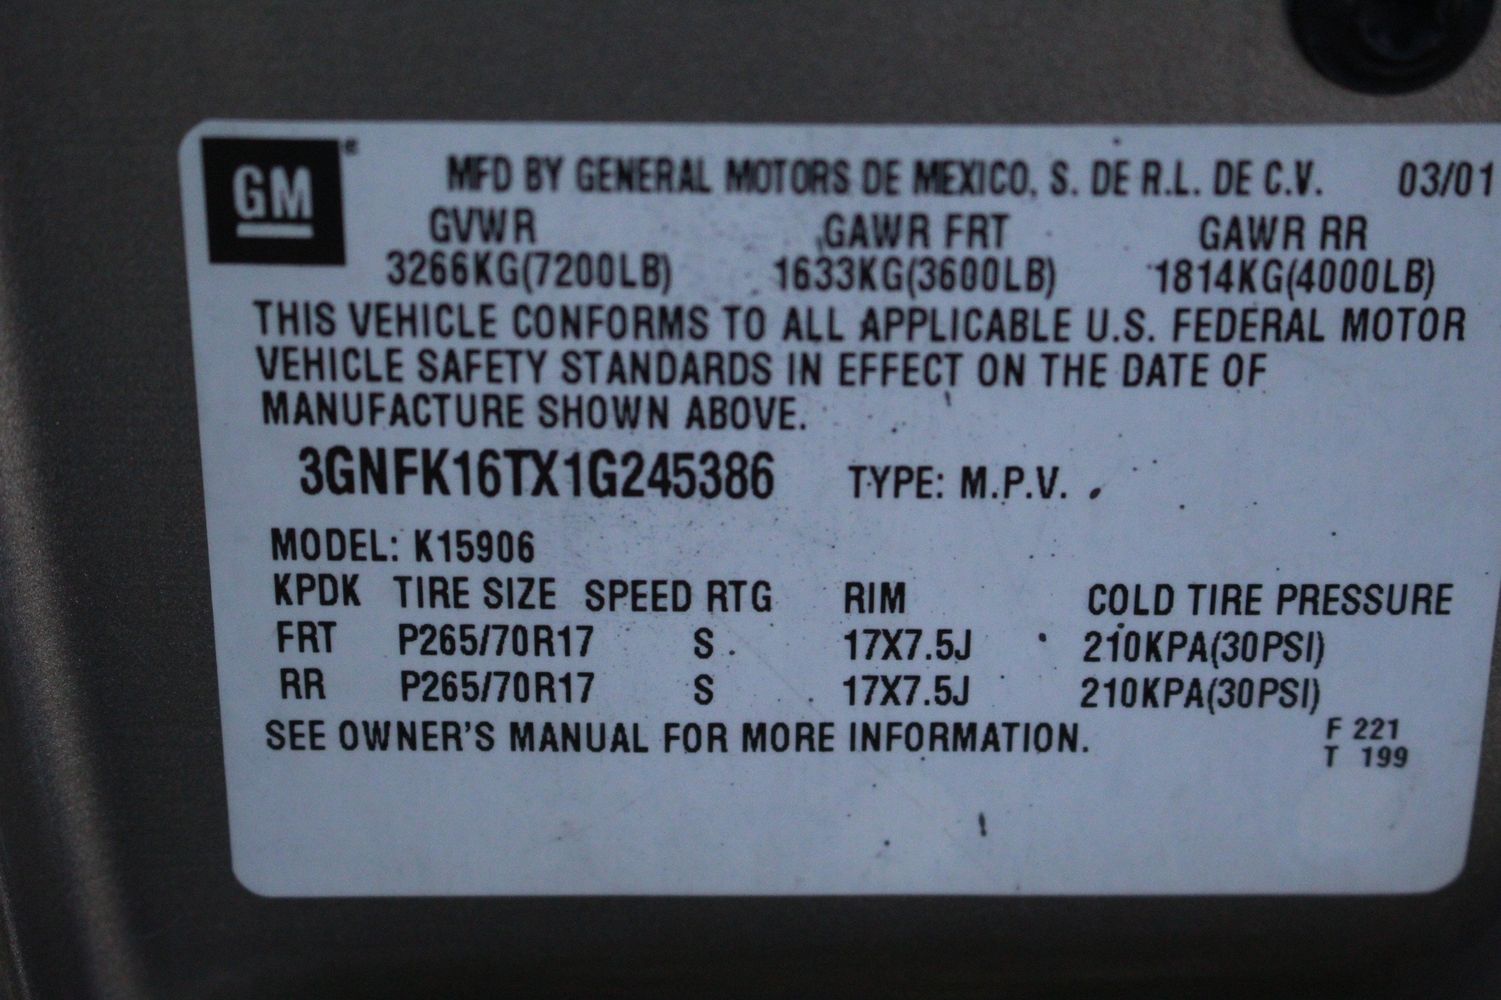 GM
MFD BY GENERAL MOTORS DE MEXICO, S. DE R.L. DE C.V. 03/01
GVWR GAWR FRT GAWR RR
3266KG(7200LB) 1633KG(3600LB) 1814KG(4000LB)
THIS VEHICLE CONFORMS TO ALL APPLICABLE U.S. FEDERAL MOTOR
VEHICLE SAFETY STANDARDS IN EFFECT ON THE DATE OF
MANUFACTURE SHOWN ABOVE.
3GNFK16TX1G245386 TYPE: M.P.V.
MODEL: K15906
KPDK TIRE SIZE SPEED RTG RIM COLD TIRE PRESSURE
FRT P265/70R17 S 17X7.5J 210KPA(30PSI)
RR P265/70R17 S 17X7.5J 210KPA(30PSI)
SEE OWNER'S MANUAL FOR MORE INFORMATION.
F 221
T 199